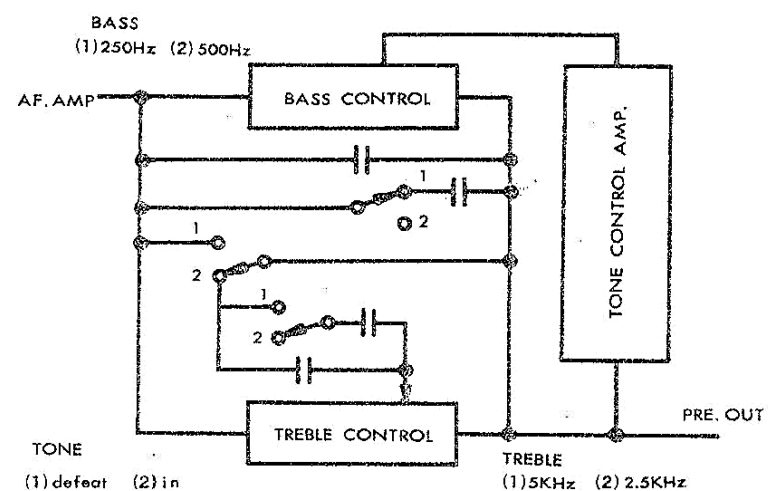 BASS
(1)250Hz (2)500Hz
AF. AMP
BASS CONTROL
TONE CONTROL AMP.
1
2
1
2
1
2
TREBLE CONTROL
PRE. OUT
TONE
(1)defeat (2)in
TREBLE
(1)5KHz (2)2.5KHz